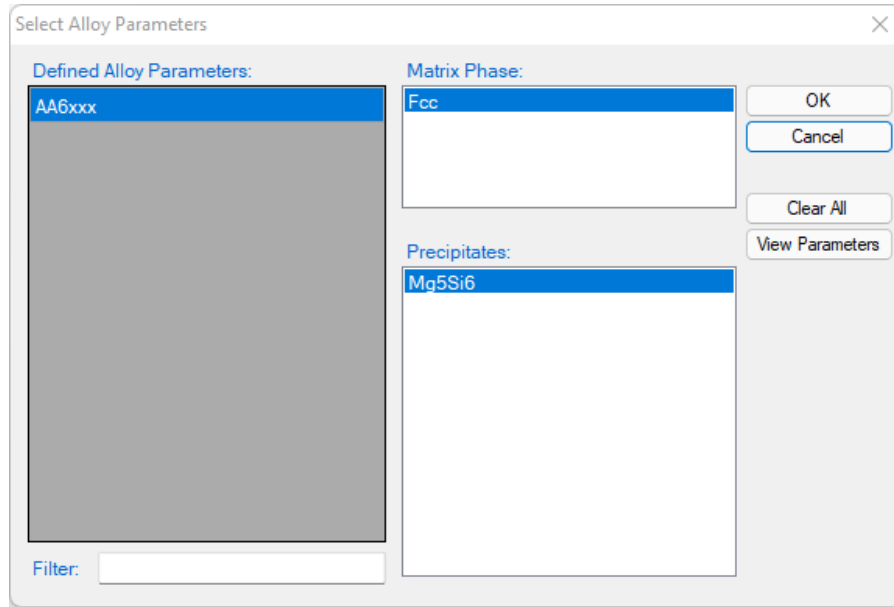 Select Alloy Parameters
Defined Alloy Parameters:
AA6xxx
Filter:
Matrix Phase:
Fcc
Precipitates:
Mg5Si6
OK
Cancel
Clear All
View Parameters